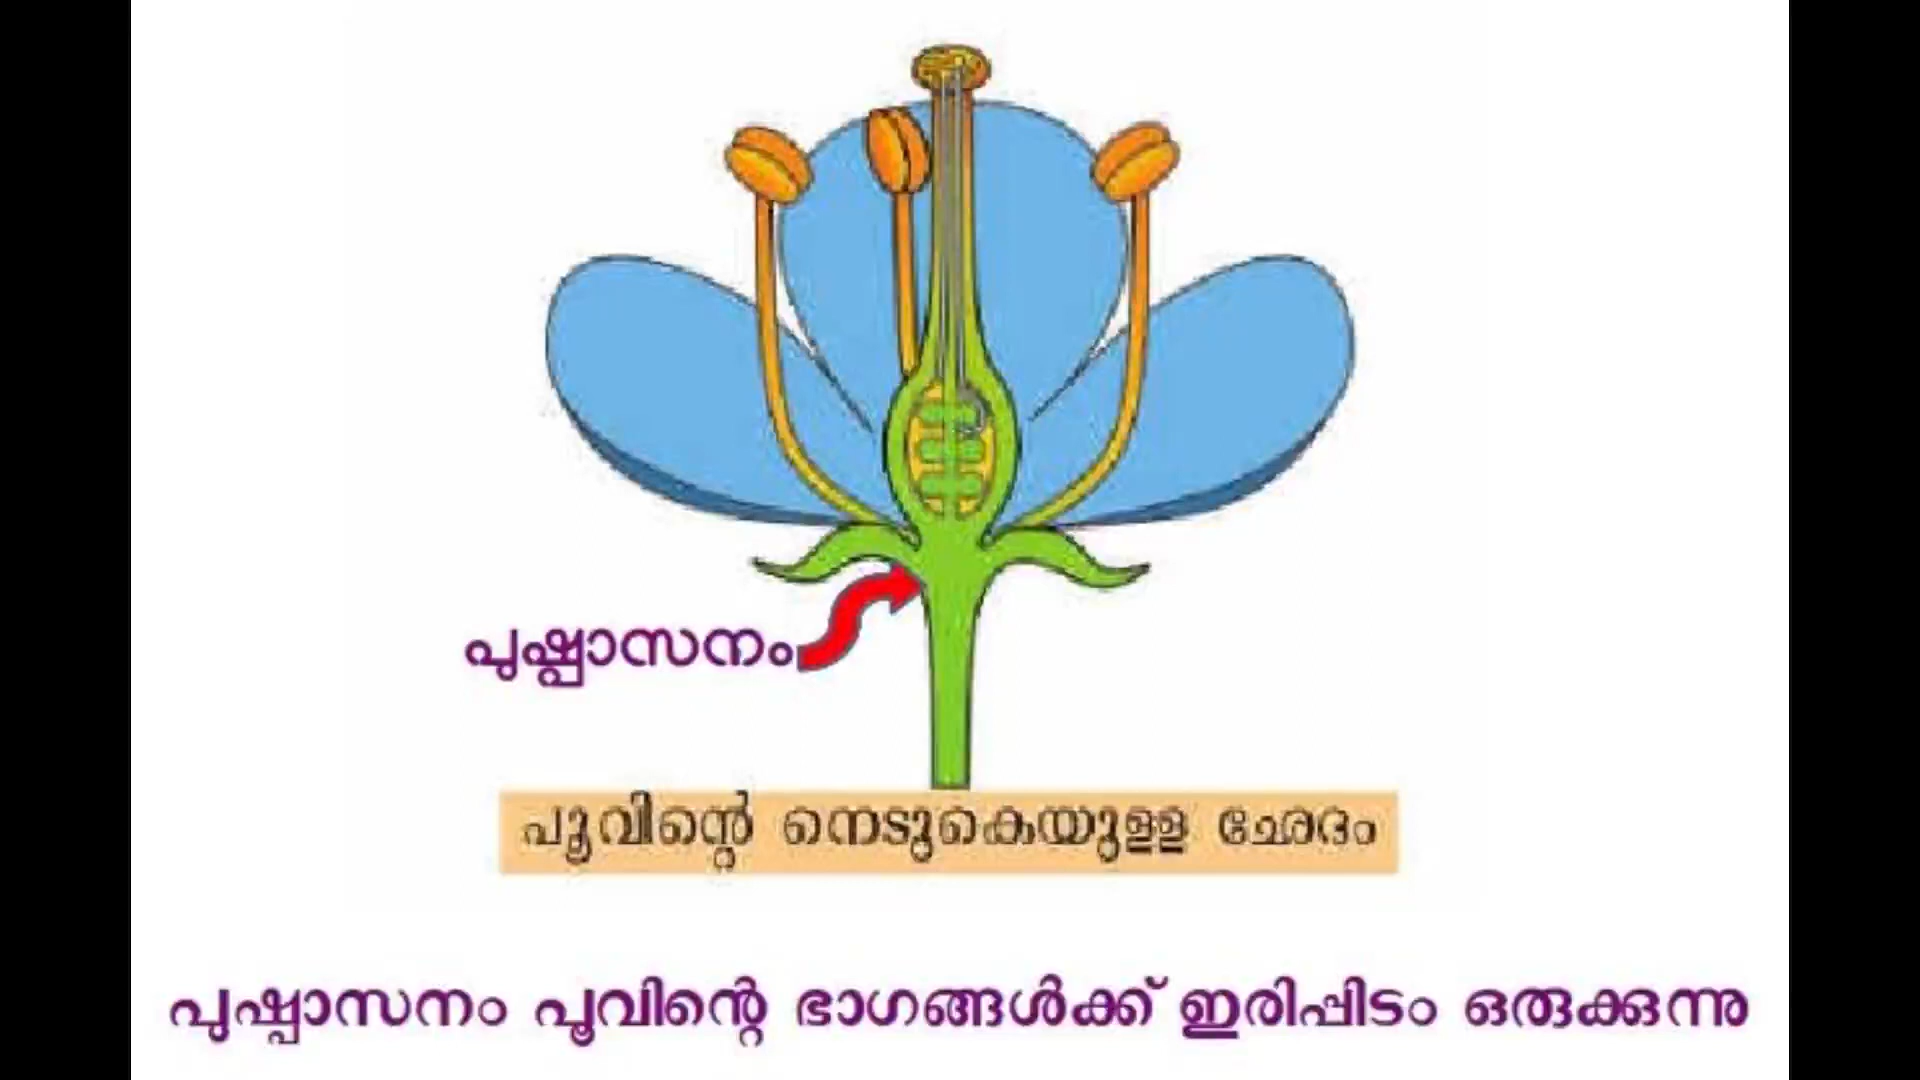 പുഷ്പാസനം
പൂവിന്റെ നെടുകെയുള്ള ഛേദം
പുഷ്പാസനം പൂവിന്റെ ഭാഗങ്ങൾക്ക് ഇരിപ്പിടം ഒരുക്കുന്നു